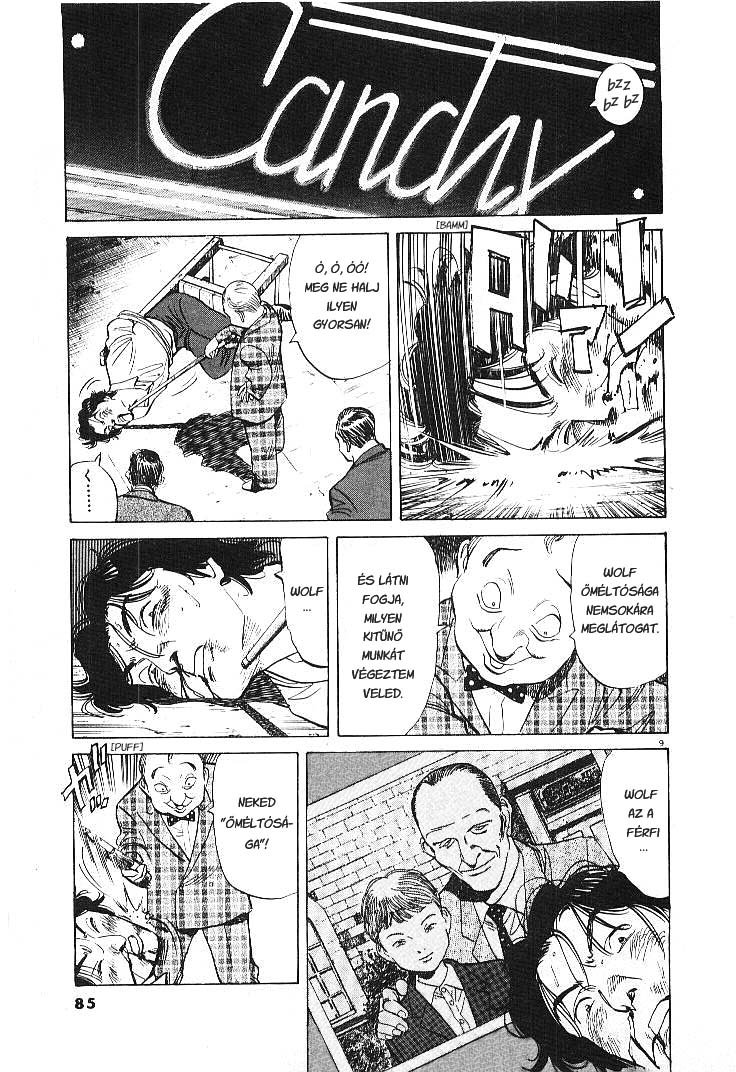 Candy
bzz
bz bz
[BAMM]
Ó, Ó, ÓÓ!
MEG NE HALJ
ILYEN
GYORSAN!
. . . . . .
WOLF
ŐMÉLTÓSÁGA
NEMSOKÁRA
MEGLÁTOGAT.
ÉS LÁTNI
FOGJA,
MILYEN
KITŰNŐ
MUNKÁT
VÉGEZTEM
VELED.
WOLF
...
9
WOLF
AZ A
FÉRFI
...
[PUFF]
NEKED
"ŐMÉLTÓSÁ-
GA"!
85